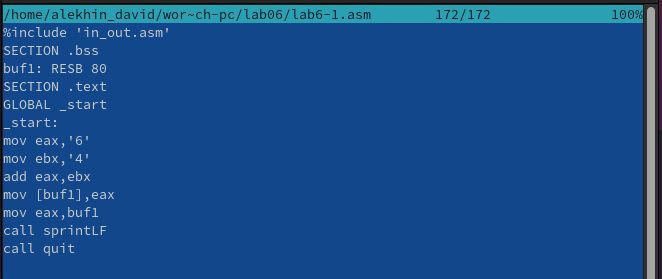 /home/alekhin_david/wor~ch-pc/lab06/lab6-1.asm 172/172 100%
%include 'in_out.asm'
SECTION .bss
buf1: RESB 80
SECTION .text
GLOBAL _start
_start:
mov eax,'6'
mov ebx,'4'
add eax,ebx
mov [buf1],eax
mov eax,buf1
call sprintLF
call quit